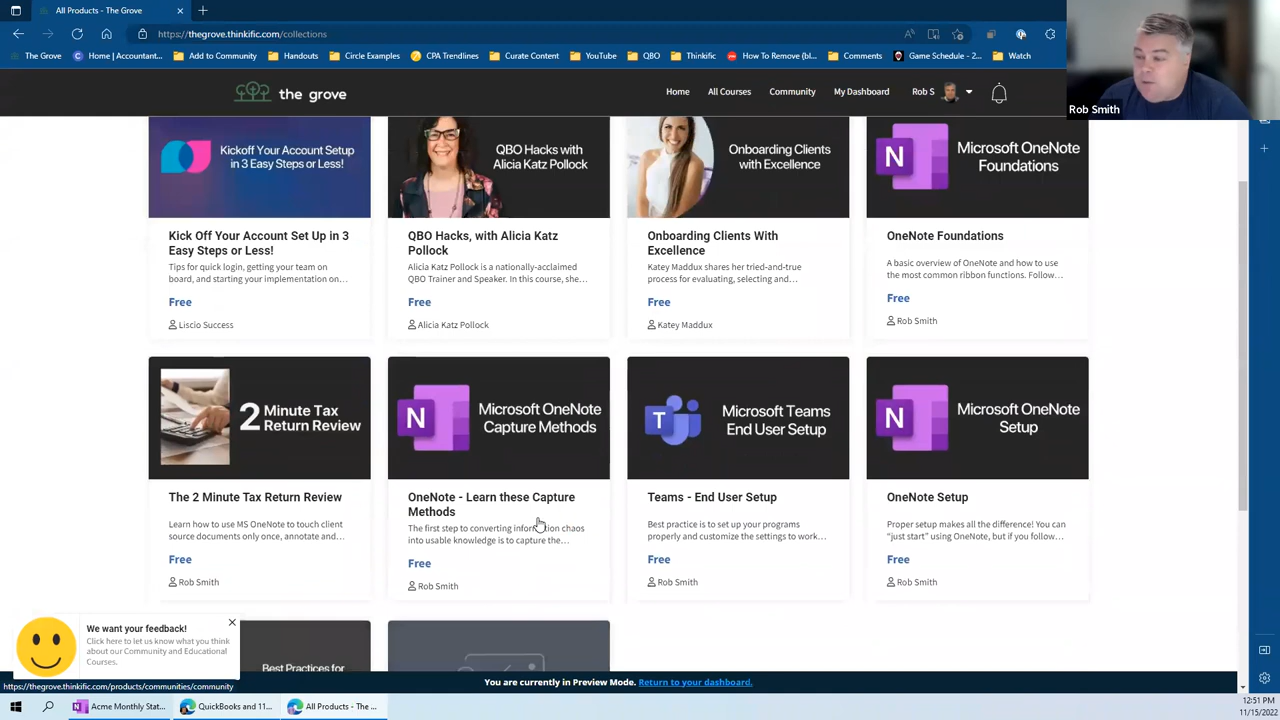 All Products - The Grove
https://thegrove.thinkific.com/collections
The Grove
Home | Accountant...
Add to Community
Handouts
Circle Examples
CPA Trendlines
Curate Content
YouTube
QBO
Thinkific
How To Remove (bl...
Comments
Game Schedule - 2...
Watch
Rob Smith
the grove
Home
All Courses
Community
My Dashboard
Rob S
Kickoff Your Account Setup
in 3 Easy Steps or Less!
QBO Hacks with
Alicia Katz Pollock
Onboarding Clients
with Excellence
N
Microsoft OneNote
Foundations
Kick Off Your Account Set Up in 3
Easy Steps or Less!
Tips for quick login, getting your team on
board, and starting your implementation on...
Free
Liscio Success
QBO Hacks, with Alicia Katz
Pollock
Alicia Katz Pollock is a nationally-acclaimed
QBO Trainer and Speaker. In this course, she...
Free
Alicia Katz Pollock
Onboarding Clients With
Excellence
Katey Maddux shares her tried-and-true
process for evaluating, selecting and...
Free
Katey Maddux
OneNote Foundations
A basic overview of OneNote and how to use
the most common ribbon functions. Follow...
Free
Rob Smith
2 Minute Tax
Return Review
N
Microsoft OneNote
Capture Methods
T
Microsoft Teams
End User Setup
N
Microsoft OneNote
Setup
The 2 Minute Tax Return Review
Learn how to use MS OneNote to touch client
source documents only once, annotate and...
Free
Rob Smith
OneNote - Learn these Capture
Methods
The first step to converting information chaos
into usable knowledge is to capture the...
Free
Rob Smith
Teams - End User Setup
Best practice is to set up your programs
properly and customize the settings to work...
Free
Rob Smith
OneNote Setup
Proper setup makes all the difference! You can
"just start" using OneNote, but if you follow...
Free
Rob Smith
We want your feedback!
Click here to let us know what you think
about our Community and Educational
Courses.
Best Practices for
https://thegrove.thinkific.com/products/communities/community
You are currently in Preview Mode. Return to your dashboard.
Acme Monthly Stat...
QuickBooks and 11...
All Products - The ...
12:51 PM
11/15/2022